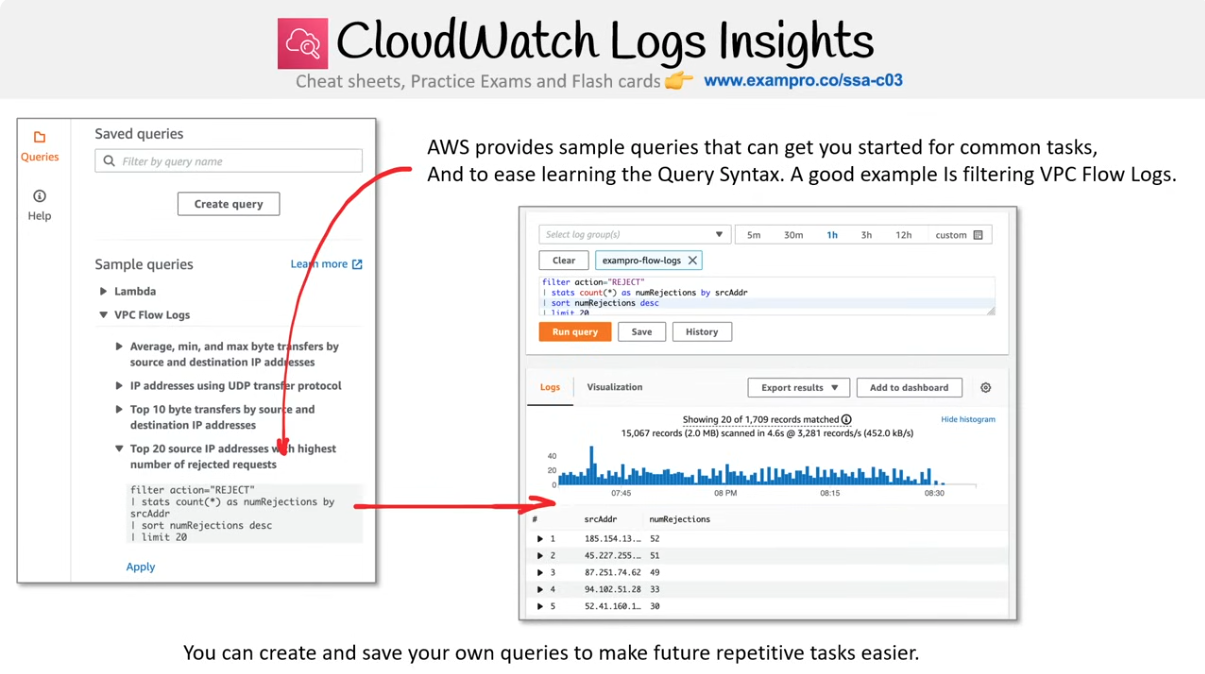 CloudWatch Logs Insights
Cheat sheets, Practice Exams and Flash cards 👉 www.exampro.co/ssa-c03
Queries
Help
Saved queries
Filter by query name
Create query
Sample queries
Learn more
Lambda
VPC Flow Logs
Average, min, and max byte transfers by
source and destination IP addresses
IP addresses using UDP transfer protocol
Top 10 byte transfers by source and
destination IP addresses
Top 20 source IP addresses with highest
number of rejected requests
filter action="REJECT"
| stats count(*) as numRejections by
srcAddr
| sort numRejections desc
| limit 20
Apply
AWS provides sample queries that can get you started for common tasks,
And to ease learning the Query Syntax. A good example Is filtering VPC Flow Logs.
Select log group(s)
5m 30m 1h 3h 12h custom
Clear exampro-flow-logs
filter action="REJECT"
| stats count(*) as numRejections by srcAddr
| sort numRejections desc
| limit 20
Run query Save History
Logs Visualization Export results Add to dashboard
Showing 20 of 1,709 records matched
Hide histogram
15,067 records (2.0 MB) scanned in 4.6s @ 3,281 records/s (452.0 kB/s)
40
20
0
07:45 08 PM 08:15 08:30
# srcAddr numRejections
1 185.154.13... 52
2 45.227.255... 51
3 87.251.74.62 49
4 94.102.51.28 33
5 52.41.160.1... 30
You can create and save your own queries to make future repetitive tasks easier.